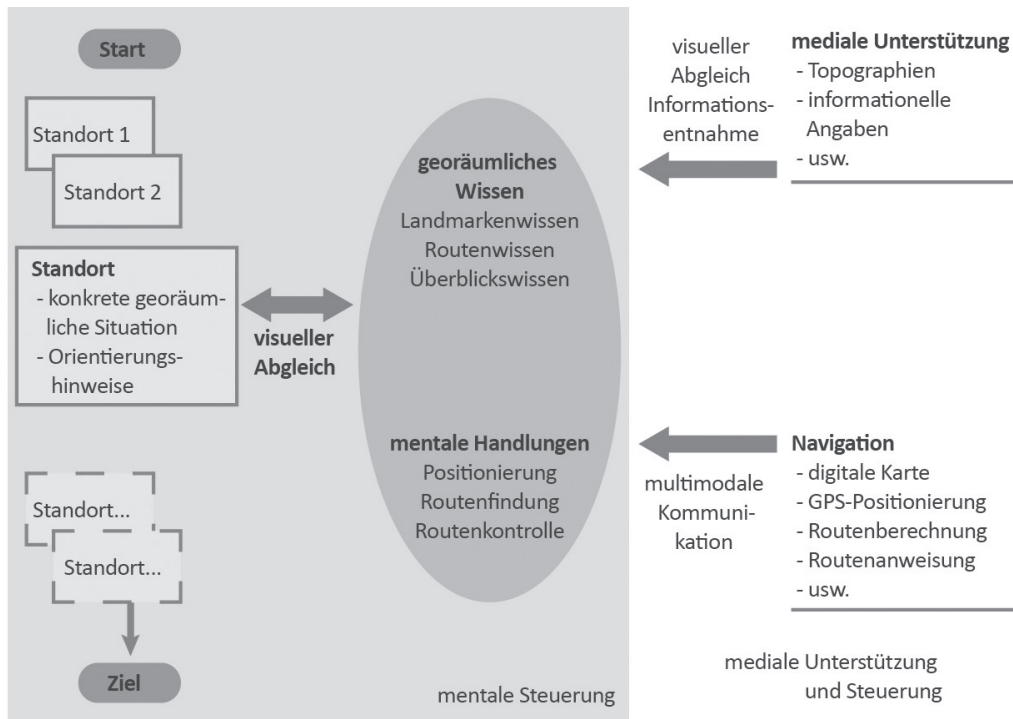 Start
Standort 1
Standort 2
Standort
- konkrete georäum-
liche Situation
- Orientierungs-
hinweise
Standort...
Standort...
Ziel
visueller
Abgleich
georäumliches
Wissen
Landmarkenwissen
Routenwissen
Überblickswissen
mentale Handlungen
Positionierung
Routenfindung
Routenkontrolle
mentale Steuerung
visueller
Abgleich
Informations-
entnahme
mediale Unterstützung
- Topographien
- informationelle
Angaben
- usw.
multimodale
Kommuni-
kation
Navigation
- digitale Karte
- GPS-Positionierung
- Routenberechnung
- Routenanweisung
- usw.
mediale Unterstützung
und Steuerung